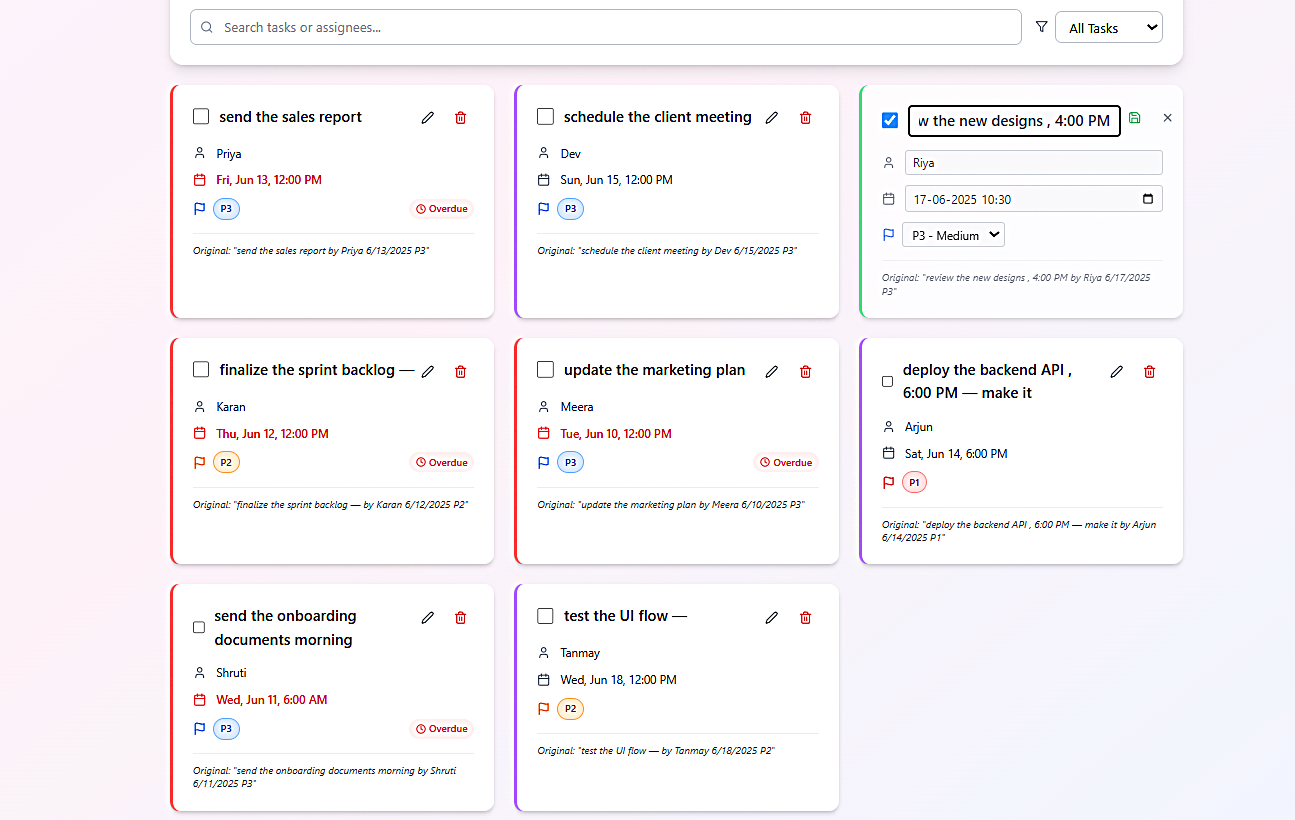 Search tasks or assignees...
All Tasks
send the sales report
Priya
Fri, Jun 13, 12:00 PM
P3
Overdue
Original: "send the sales report by Priya 6/13/2025 P3"
schedule the client meeting
Dev
Sun, Jun 15, 12:00 PM
P3
Original: "schedule the client meeting by Dev 6/15/2025 P3"
w the new designs , 4:00 PM
Riya
17-06-2025 10:30
P3 - Medium
Original: "review the new designs , 4:00 PM by Riya 6/17/2025
P3"
finalize the sprint backlog —
Karan
Thu, Jun 12, 12:00 PM
P2
Overdue
Original: "finalize the sprint backlog — by Karan 6/12/2025 P2"
update the marketing plan
Meera
Tue, Jun 10, 12:00 PM
P3
Overdue
Original: "update the marketing plan by Meera 6/10/2025 P3"
deploy the backend API ,
6:00 PM — make it
Arjun
Sat, Jun 14, 6:00 PM
P1
Original: "deploy the backend API , 6:00 PM — make it by Arjun
6/14/2025 P1"
send the onboarding
documents morning
Shruti
Wed, Jun 11, 6:00 AM
P3
Overdue
Original: "send the onboarding documents morning by Shruti
6/11/2025 P3"
test the UI flow —
Tanmay
Wed, Jun 18, 12:00 PM
P2
Original: "test the UI flow — by Tanmay 6/18/2025 P2"